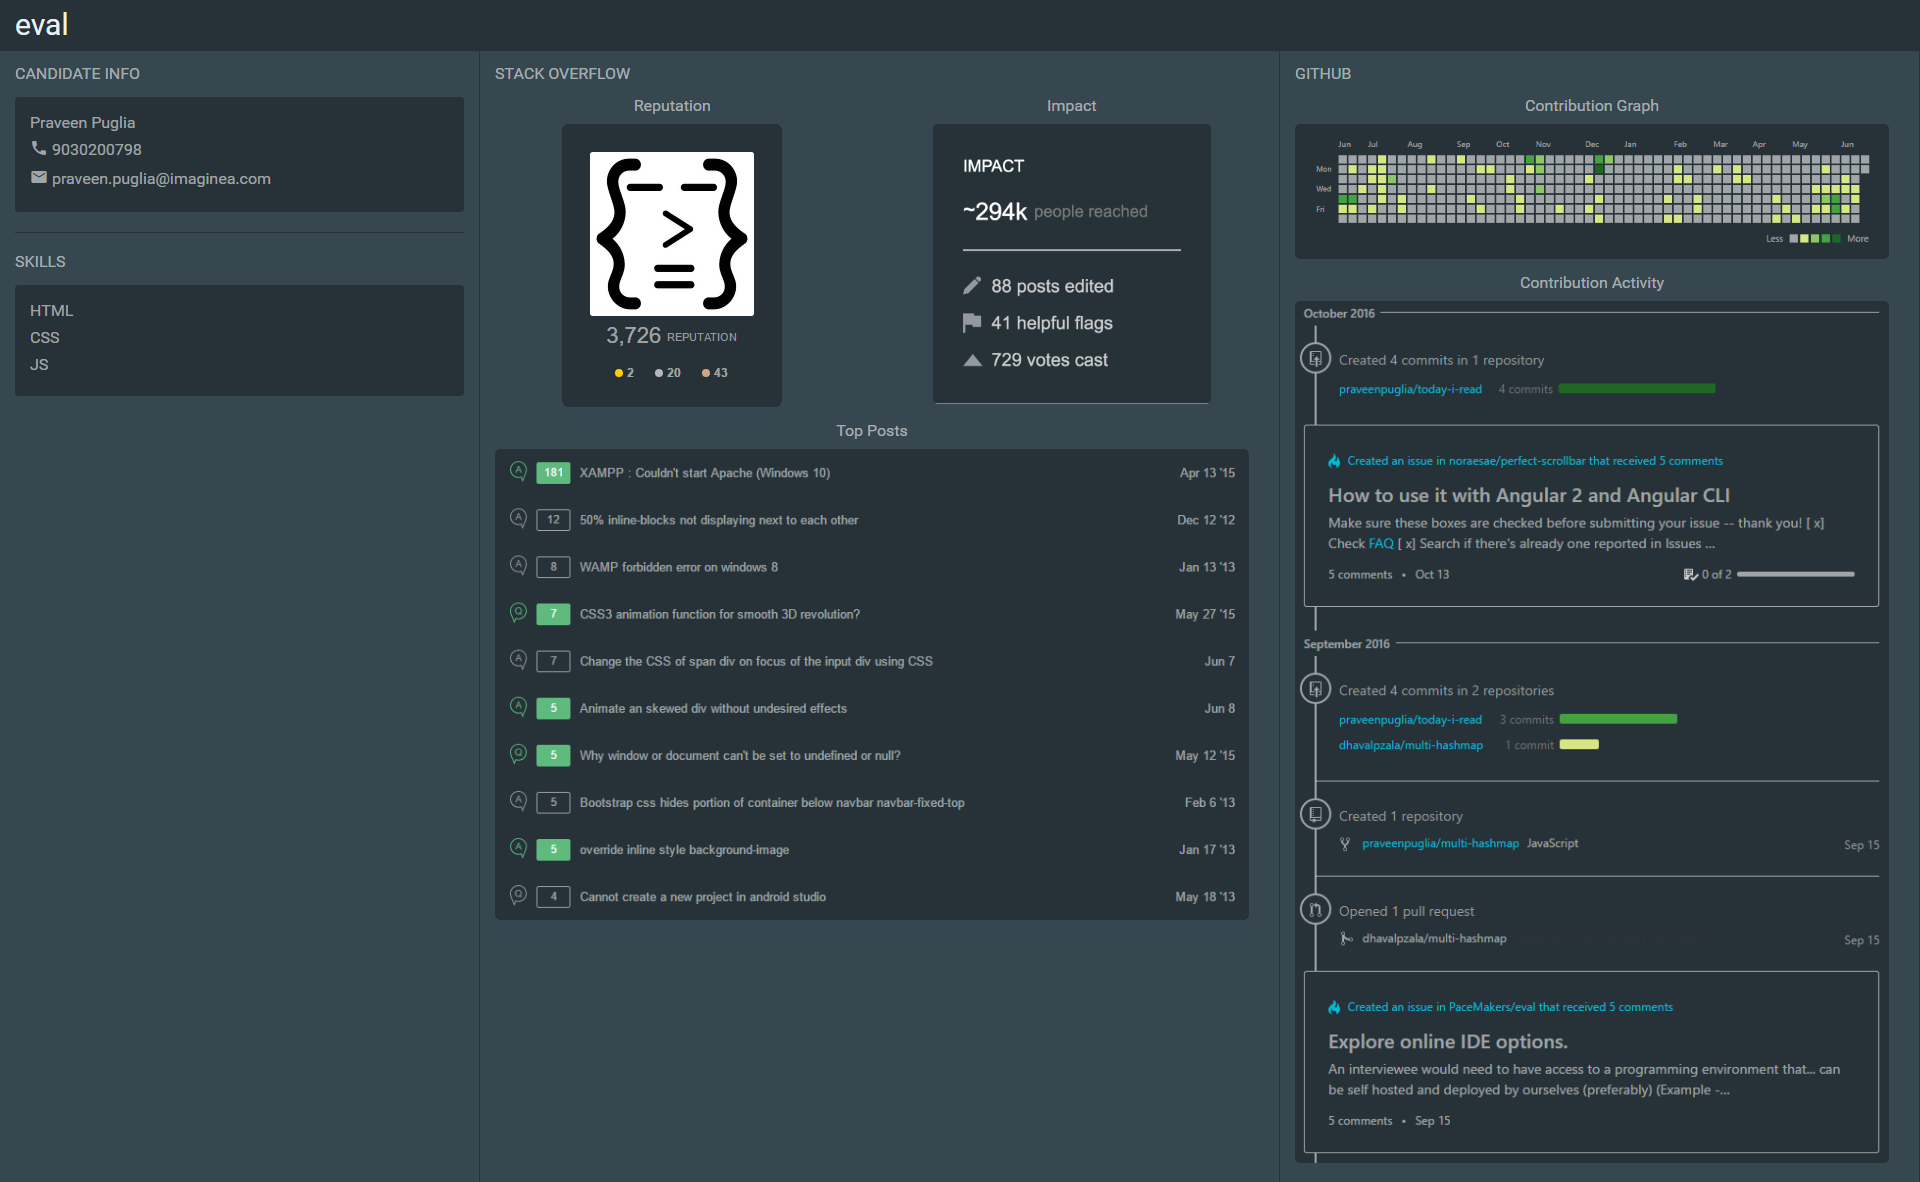 eval
CANDIDATE INFO
Praveen Puglia
9030200798
praveen.puglia@imaginea.com
SKILLS
HTML
CSS
JS
STACK OVERFLOW
Reputation
3,726 REPUTATION
2 20 43
Impact
IMPACT
~294k people reached
88 posts edited
41 helpful flags
729 votes cast
Top Posts
A 181 XAMPP : Couldn't start Apache (Windows 10) Apr 13 '15
A 12 50% inline-blocks not displaying next to each other Dec 12 '12
A 8 WAMP forbidden error on windows 8 Jan 13 '13
Q 7 CSS3 animation function for smooth 3D revolution? May 27 '15
A 7 Change the CSS of span div on focus of the input div using CSS Jun 7
A 5 Animate an skewed div without undesired effects Jun 8
Q 5 Why window or document can't be set to undefined or null? May 12 '15
A 5 Bootstrap css hides portion of container below navbar navbar-fixed-top Feb 6 '13
A 5 override inline style background-image Jan 17 '13
Q 4 Cannot create a new project in android studio May 18 '13
GITHUB
Contribution Graph
Jun Jul Aug Sep Oct Nov Dec Jan Feb Mar Apr May Jun
Mon
Wed
Fri
Less More
Contribution Activity
October 2016
Created 4 commits in 1 repository
praveenpuglia/today-i-read 4 commits
Created an issue in noraesae/perfect-scrollbar that received 5 comments
How to use it with Angular 2 and Angular CLI
Make sure these boxes are checked before submitting your issue -- thank you! [ x]
Check FAQ [ x] Search if there's already one reported in Issues ...
5 comments • Oct 13 0 of 2
September 2016
Created 4 commits in 2 repositories
praveenpuglia/today-i-read 3 commits
dhavalpzala/multi-hashmap 1 commit
Created 1 repository
praveenpuglia/multi-hashmap JavaScript Sep 15
Opened 1 pull request
dhavalpzala/multi-hashmap Sep 15
Created an issue in PaceMakers/eval that received 5 comments
Explore online IDE options.
An interviewee would need to have access to a programming environment that... can
be self hosted and deployed by ourselves (preferably) (Example -...
5 comments • Sep 15